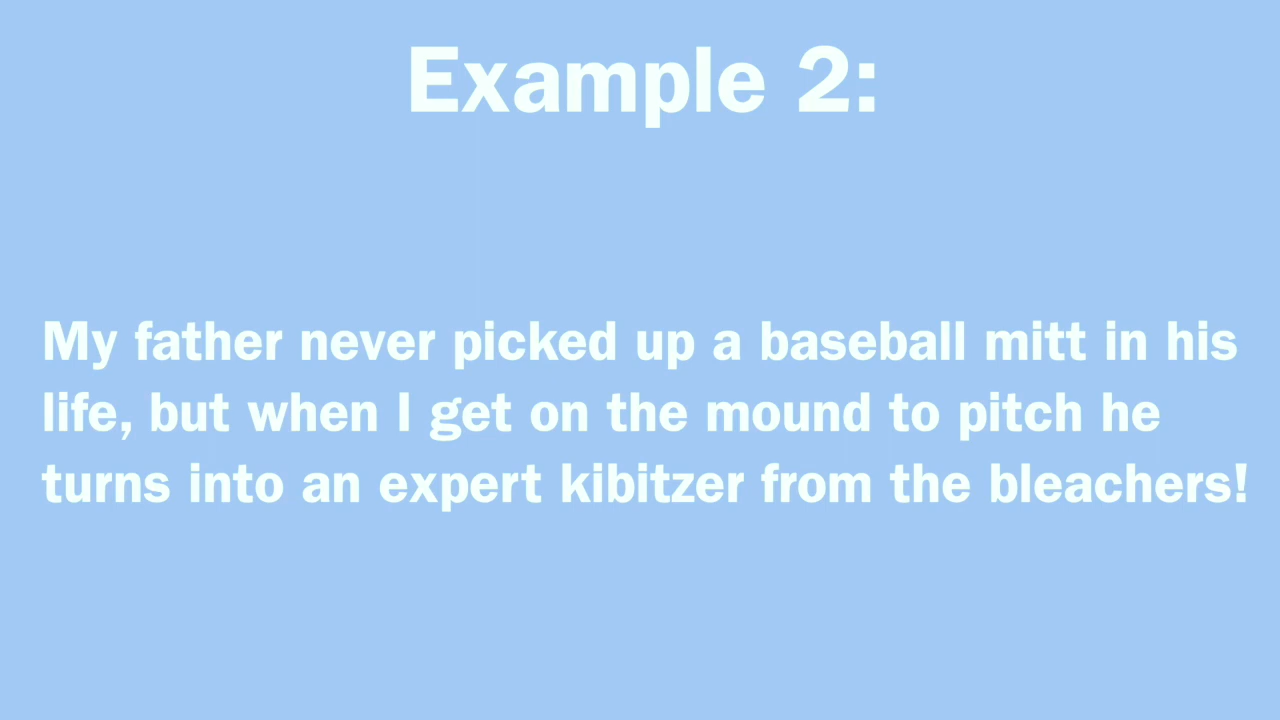 Example 2:
My father never picked up a baseball mitt in his
life, but when I get on the mound to pitch he
turns into an expert kibitzer from the bleachers!